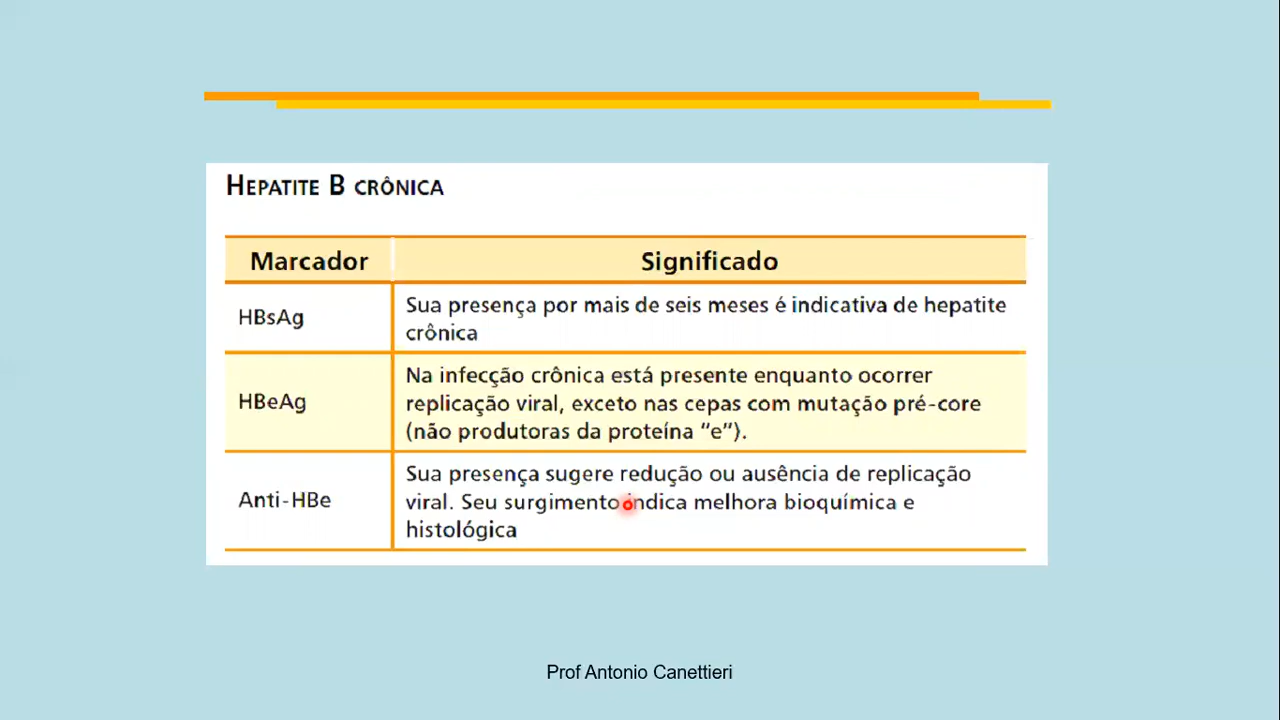 HEPATITE B CRÔNICA
Marcador Significado
HBsAg
Sua presença por mais de seis meses é indicativa de hepatite
crônica
HBeAg
Na infecção crônica está presente enquanto ocorrer
replicação viral, exceto nas cepas com mutação pré-core
(não produtoras da proteína “e”).
Anti-HBe
Sua presença sugere redução ou ausência de replicação
viral. Seu surgimento indica melhora bioquímica e
histológica
Prof Antonio Canettieri